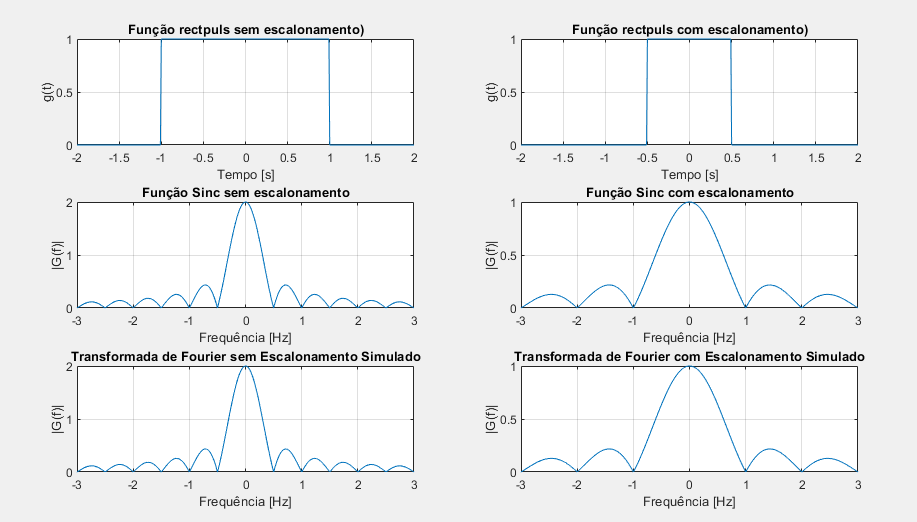 Função rectpuls sem escalonamento)
g(t)
1
0.5
0
-2 -1.5 -1 -0.5 0 0.5 1 1.5 2
Tempo [s]
Função rectpuls com escalonamento)
g(t)
1
0.5
0
-2 -1.5 -1 -0.5 0 0.5 1 1.5 2
Tempo [s]
Função Sinc sem escalonamento
|G(f)|
2
1
0
-3 -2 -1 0 1 2 3
Frequência [Hz]
Função Sinc com escalonamento
|G(f)|
1
0.5
0
-3 -2 -1 0 1 2 3
Frequência [Hz]
Transformada de Fourier sem Escalonamento Simulado
|G(f)|
2
1
0
-3 -2 -1 0 1 2 3
Frequência [Hz]
Transformada de Fourier com Escalonamento Simulado
|G(f)|
1
0.5
0
-3 -2 -1 0 1 2 3
Frequência [Hz]